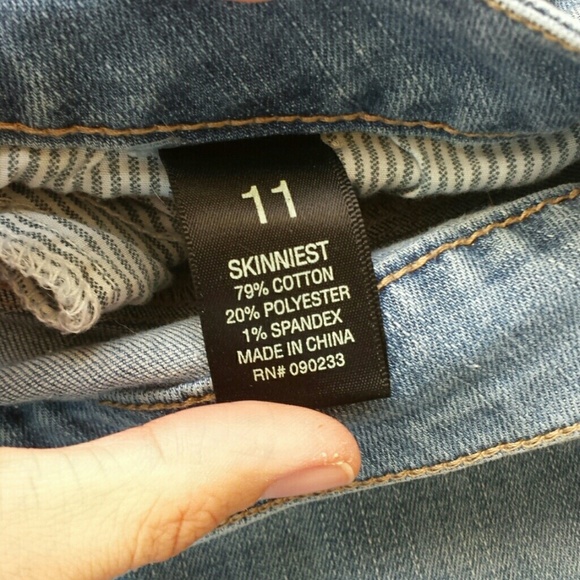 11
SKINNIEST
79% COTTON
20% POLYESTER
1% SPANDEX
MADE IN CHINA
RN# 090233